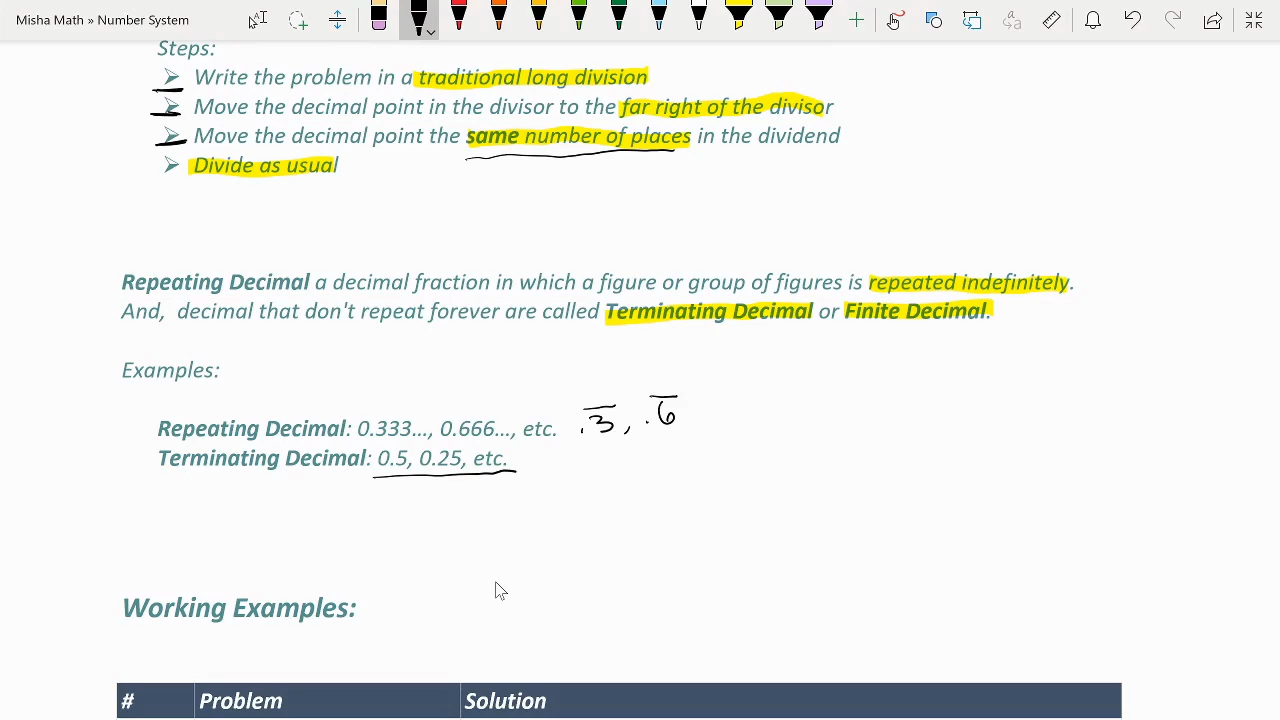 Misha Math » Number System
Steps:
Write the problem in a traditional long division
Move the decimal point in the divisor to the far right of the divisor
Move the decimal point the same number of places in the dividend
Divide as usual
Repeating Decimal a decimal fraction in which a figure or group of figures is repeated indefinitely.
And, decimal that don't repeat forever are called Terminating Decimal or Finite Decimal.
Examples:
Repeating Decimal: 0.333…, 0.666…, etc. .3̅, .6̅
Terminating Decimal: 0.5, 0.25, etc.
Working Examples:
# Problem Solution